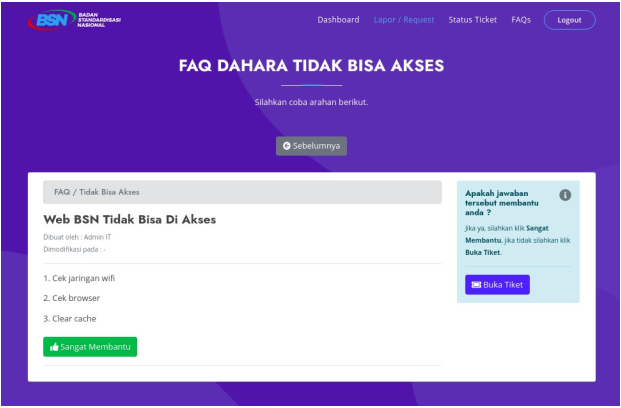 BSN BADAN
STANDARDISASI
NASIONAL
Dashboard Lapor / Request Status Ticket FAQs Logout
FAQ DAHARA TIDAK BISA AKSES
Silahkan coba arahan berikut.
Sebelumnya
FAQ / Tidak Bisa Akses
Web BSN Tidak Bisa Di Akses
Dibuat oleh : Admin IT
Dimodifikasi pada : -
1. Cek jaringan wifi
2. Cek browser
3. Clear cache
Sangat Membantu
Apakah jawaban
tersebut membantu
anda ?
Jika ya, silahkan klik Sangat
Membantu, jika tidak silahkan klik
Buka Tiket.
Buka Tiket